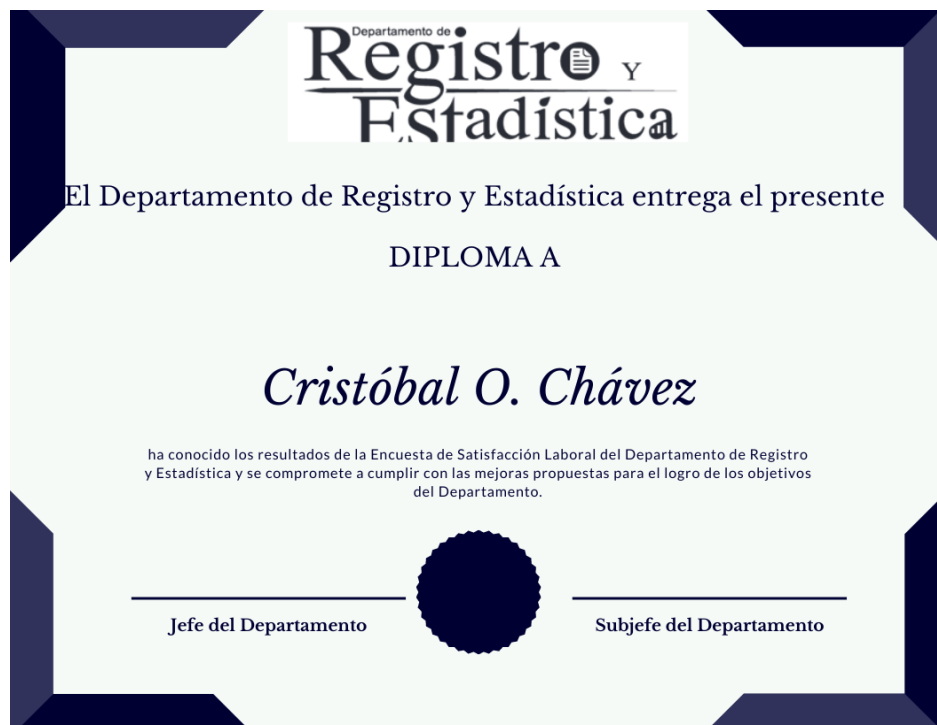 Departamento de
Registro Y
Estadística
El Departamento de Registro y Estadística entrega el presente
DIPLOMA A
Cristóbal O. Chávez
ha conocido los resultados de la Encuesta de Satisfacción Laboral del Departamento de Registro
y Estadística y se compromete a cumplir con las mejoras propuestas para el logro de los objetivos
del Departamento.
Jefe del Departamento
Subjefe del Departamento